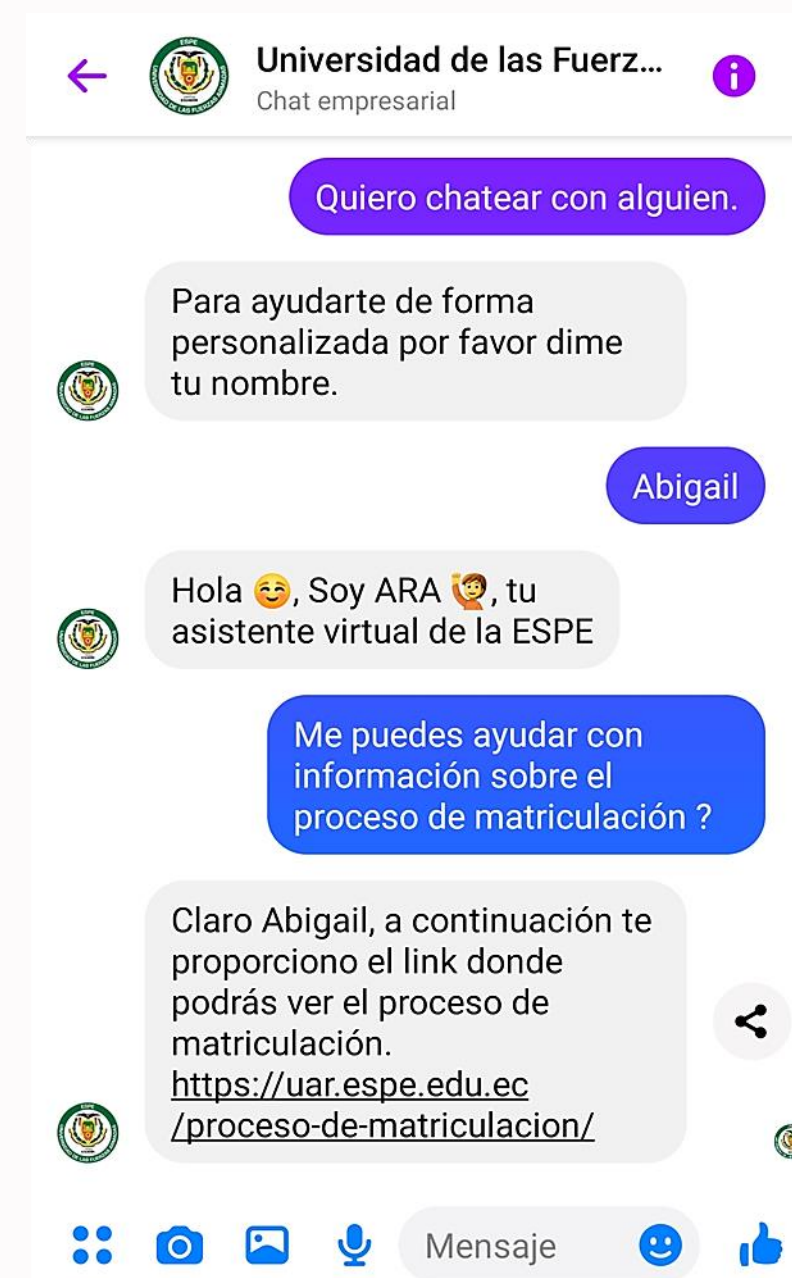 Universidad de las Fuerz...
Chat empresarial
Quiero chatear con alguien.
Para ayudarte de forma
personalizada por favor dime
tu nombre.
Abigail
Hola 😊, Soy ARA 🙋, tu
asistente virtual de la ESPE
Me puedes ayudar con
información sobre el
proceso de matriculación ?
Claro Abigail, a continuación te
proporciono el link donde
podrás ver el proceso de
matriculación.
https://uar.espe.edu.ec
/proceso-de-matriculacion/
Mensaje